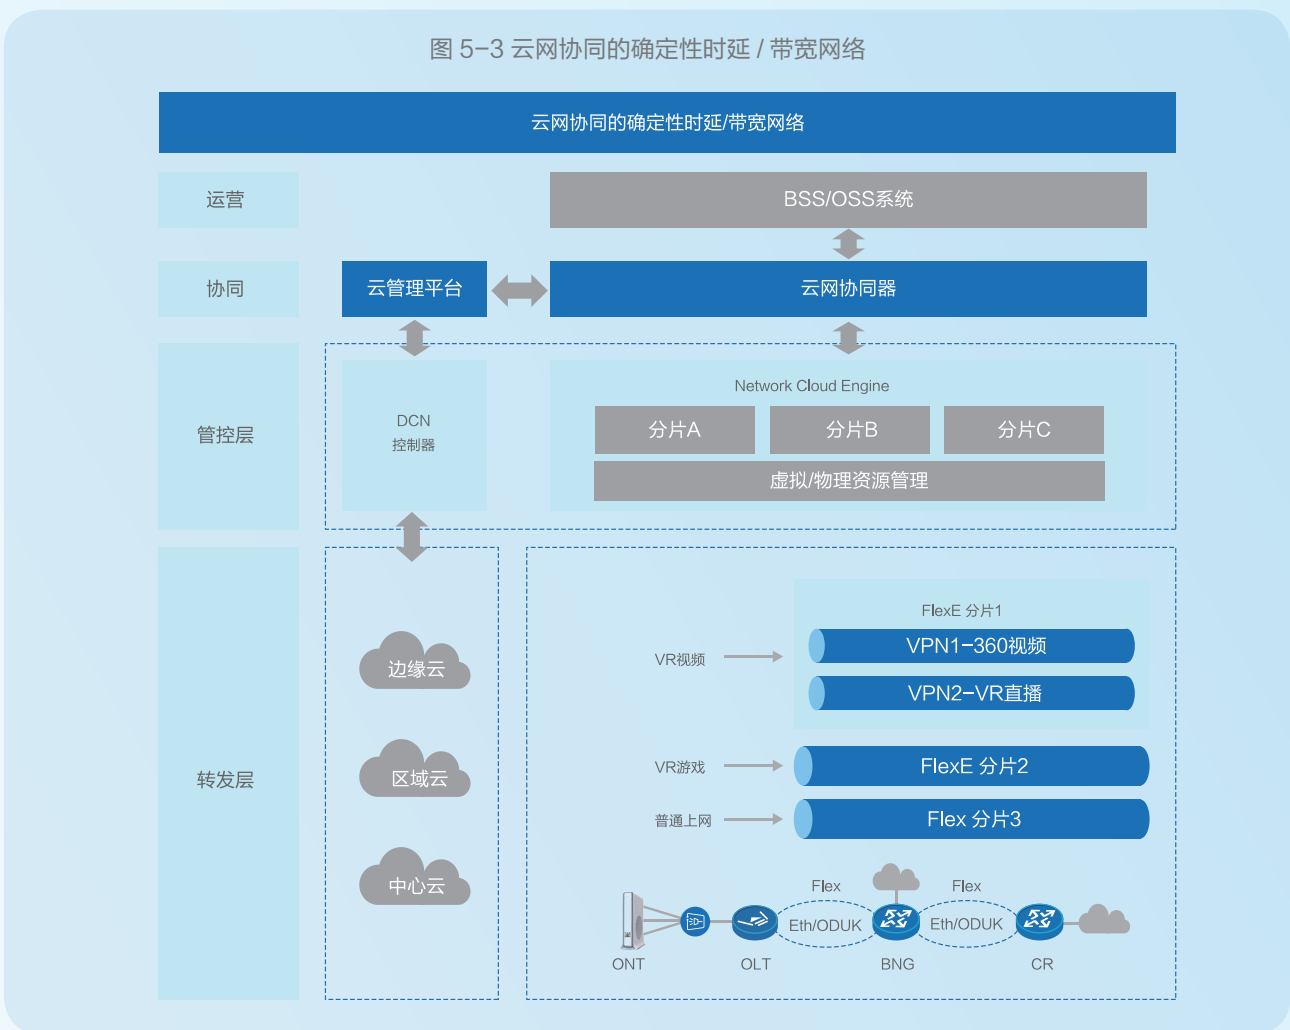 图 5-3 云网协同的确定性时延 / 带宽网络
云网协同的确定性时延/带宽网络
运营
BSS/OSS系统
协同
云管理平台
云网协同器
管控层
DCN
控制器
Network Cloud Engine
分片A
分片B
分片C
虚拟/物理资源管理
转发层
边缘云
区域云
中心云
FlexE 分片1
VR视频
VPN1-360视频
VPN2-VR直播
VR游戏
FlexE 分片2
普通上网
Flex 分片3
Flex
Flex
Eth/ODUK
Eth/ODUK
ONT
OLT
BNG
CR